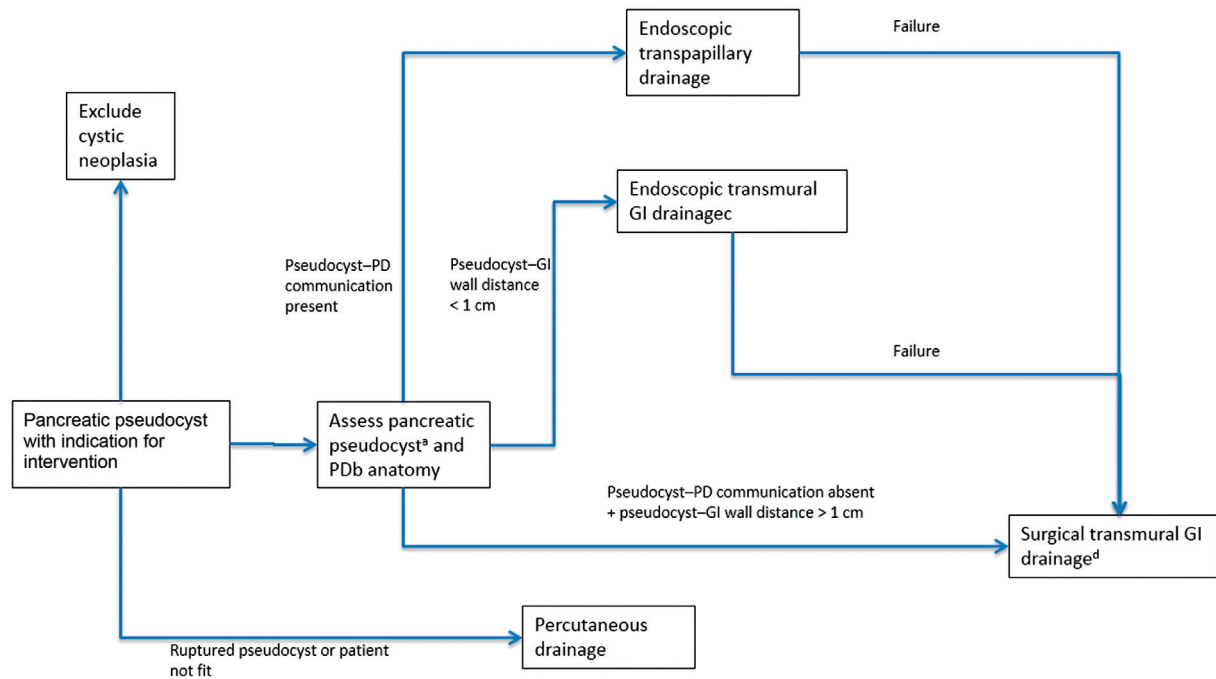 Endoscopic
transpapillary
drainage
Failure
Exclude
cystic
neoplasia
Endoscopic transmural
GI drainagec
Pseudocyst–PD
communication
present
Pseudocyst–GI
wall distance
< 1 cm
Failure
Pancreatic pseudocyst
with indication for
intervention
Assess pancreatic
pseudocystᵃ and
PDb anatomy
Pseudocyst–PD communication absent
+ pseudocyst–GI wall distance > 1 cm
Surgical transmural GI
drainageᵈ
Percutaneous
drainage
Ruptured pseudocyst or patient
not fit